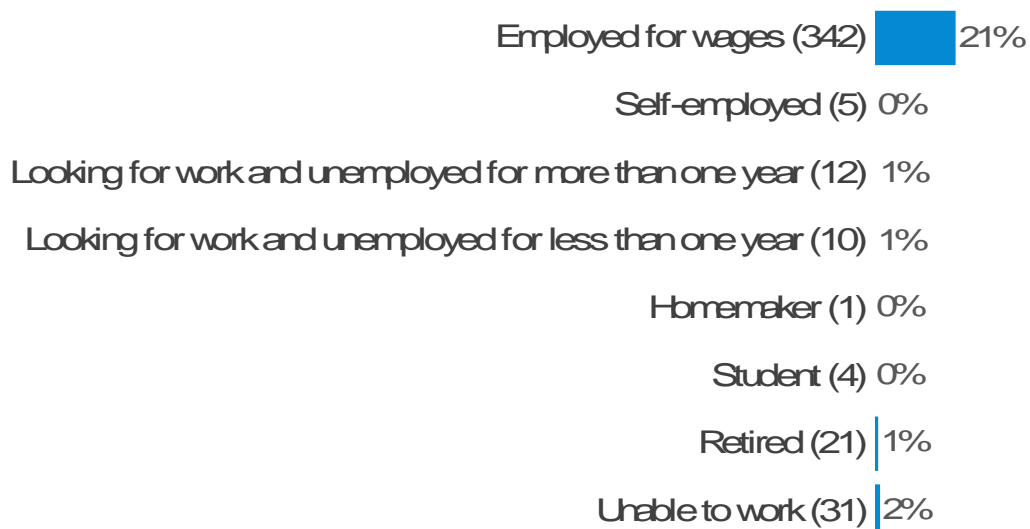 Employed for wages (342) 21%
Self-employed (5) 0%
Looking for work and unemployed for more than one year (12) 1%
Looking for work and unemployed for less than one year (10) 1%
Homemaker (1) 0%
Student (4) 0%
Retired (21) 1%
Unable to work (31) 2%